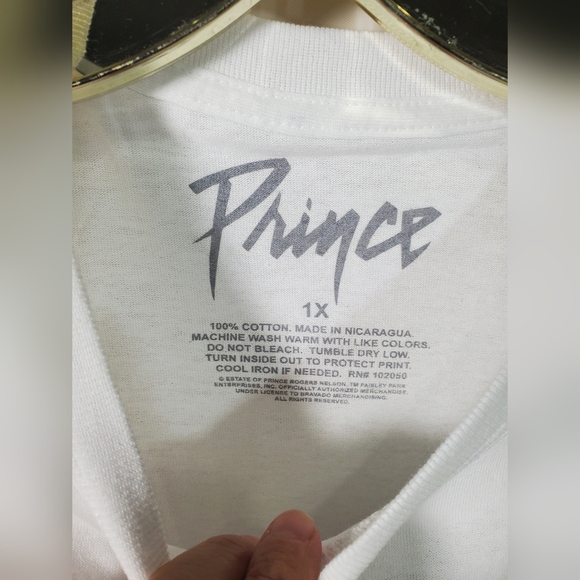 Prince
1X
100% COTTON. MADE IN NICARAGUA
MACHINE WASH WARM WITH LIKE COLORS.
DO NOT BLEACH. TUMBLE DRY LOW.
TURN INSIDE OUT TO PROTECT PRINT.
COOL IRON IF NEEDED. RN# 102050
© ESTATE OF PRINCE ROGERS NELSON, TM PAISLEY PARK
ENTERPRISES, INC. OFFICIALLY AUTHORIZED MERCHANDISE.
UNDER LICENSE TO BRAVADO MERCHANDISING.
ALL RIGHTS RESERVED.